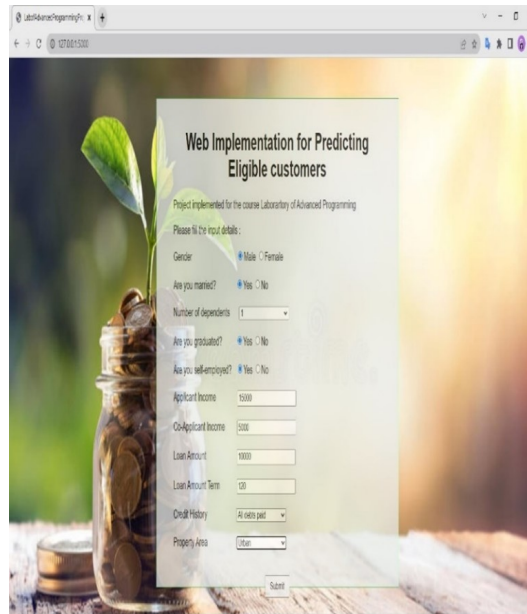 127.0.0.1:5000
Web Implementation for Predicting
Eligible customers
Project implemented for the course Laborartory of Advanced Programming.
Please fill the input details :
Gender Male Female
Are you married? Yes No
Number of dependents 1
Are you graduated? Yes No
Are you self-employed? Yes No
Applicant Income 15000
Co-Applicant Income 5000
Loan Amount 10000
Loan Amount Term 120
Credit History All debts paid
Property Area Urban
Submit